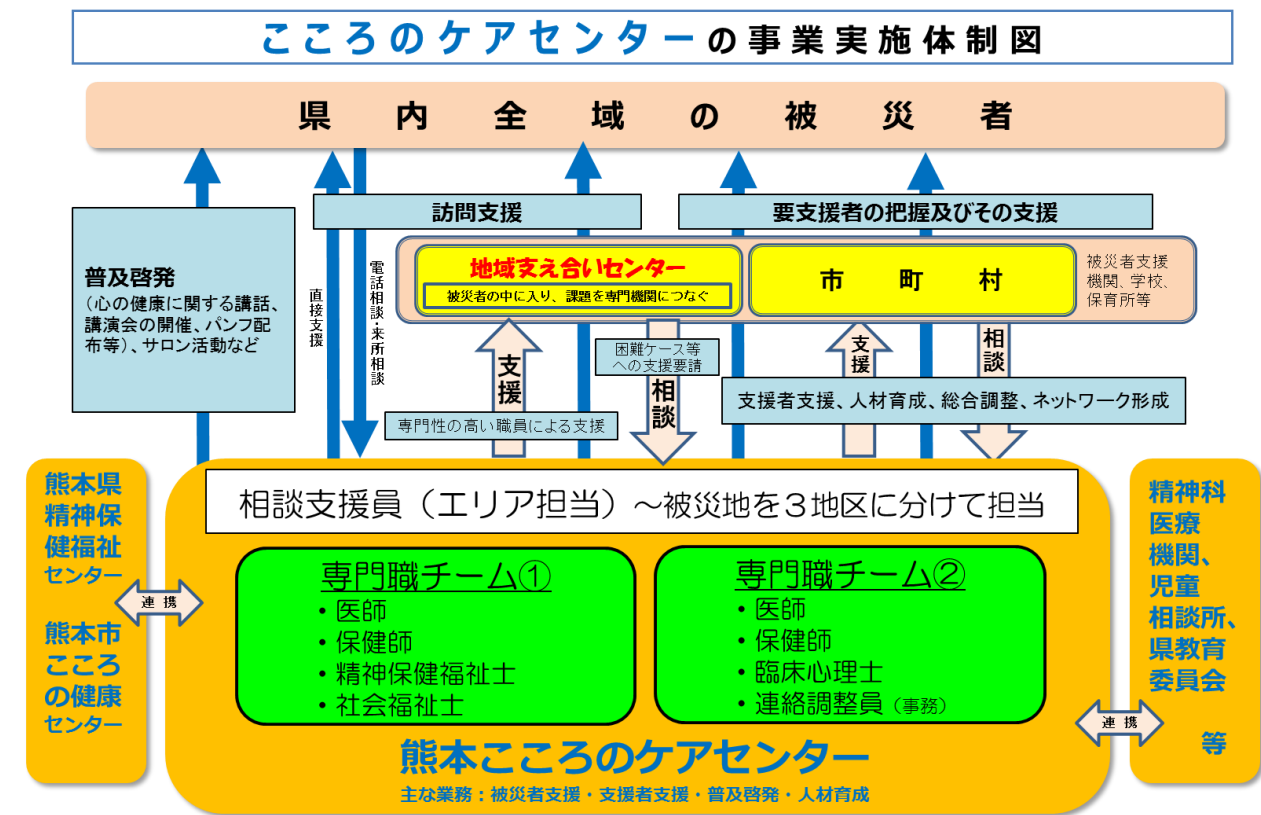 こころのケアセンターの事業実施体制図
県内全域の被災者
訪問支援
要支援者の把握及びその支援
普及啓発
（心の健康に関する講話、
講演会の開催、パンフ配
布等）、サロン活動など
直接支援
電話相談・来所相談
地域支え合いセンター
被災者の中に入り、課題を専門機関につなぐ
市町村
被災者支援
機関、学校、
保育所等
支援
困難ケース等
への支援要請
相談
支援
相談
専門性の高い職員による支援
支援者支援、人材育成、総合調整、ネットワーク形成
熊本県
精神保
健福祉
センター
熊本市
こころ
の健康
センター
連携
相談支援員（エリア担当）～被災地を３地区に分けて担当
専門職チーム①
・医師
・保健師
・精神保健福祉士
・社会福祉士
専門職チーム②
・医師
・保健師
・臨床心理士
・連絡調整員（事務）
熊本こころのケアセンター
主な業務：被災者支援・支援者支援・普及啓発・人材育成
連携
精神科
医療
機関、
児童
相談所、
県教育
委員会
等